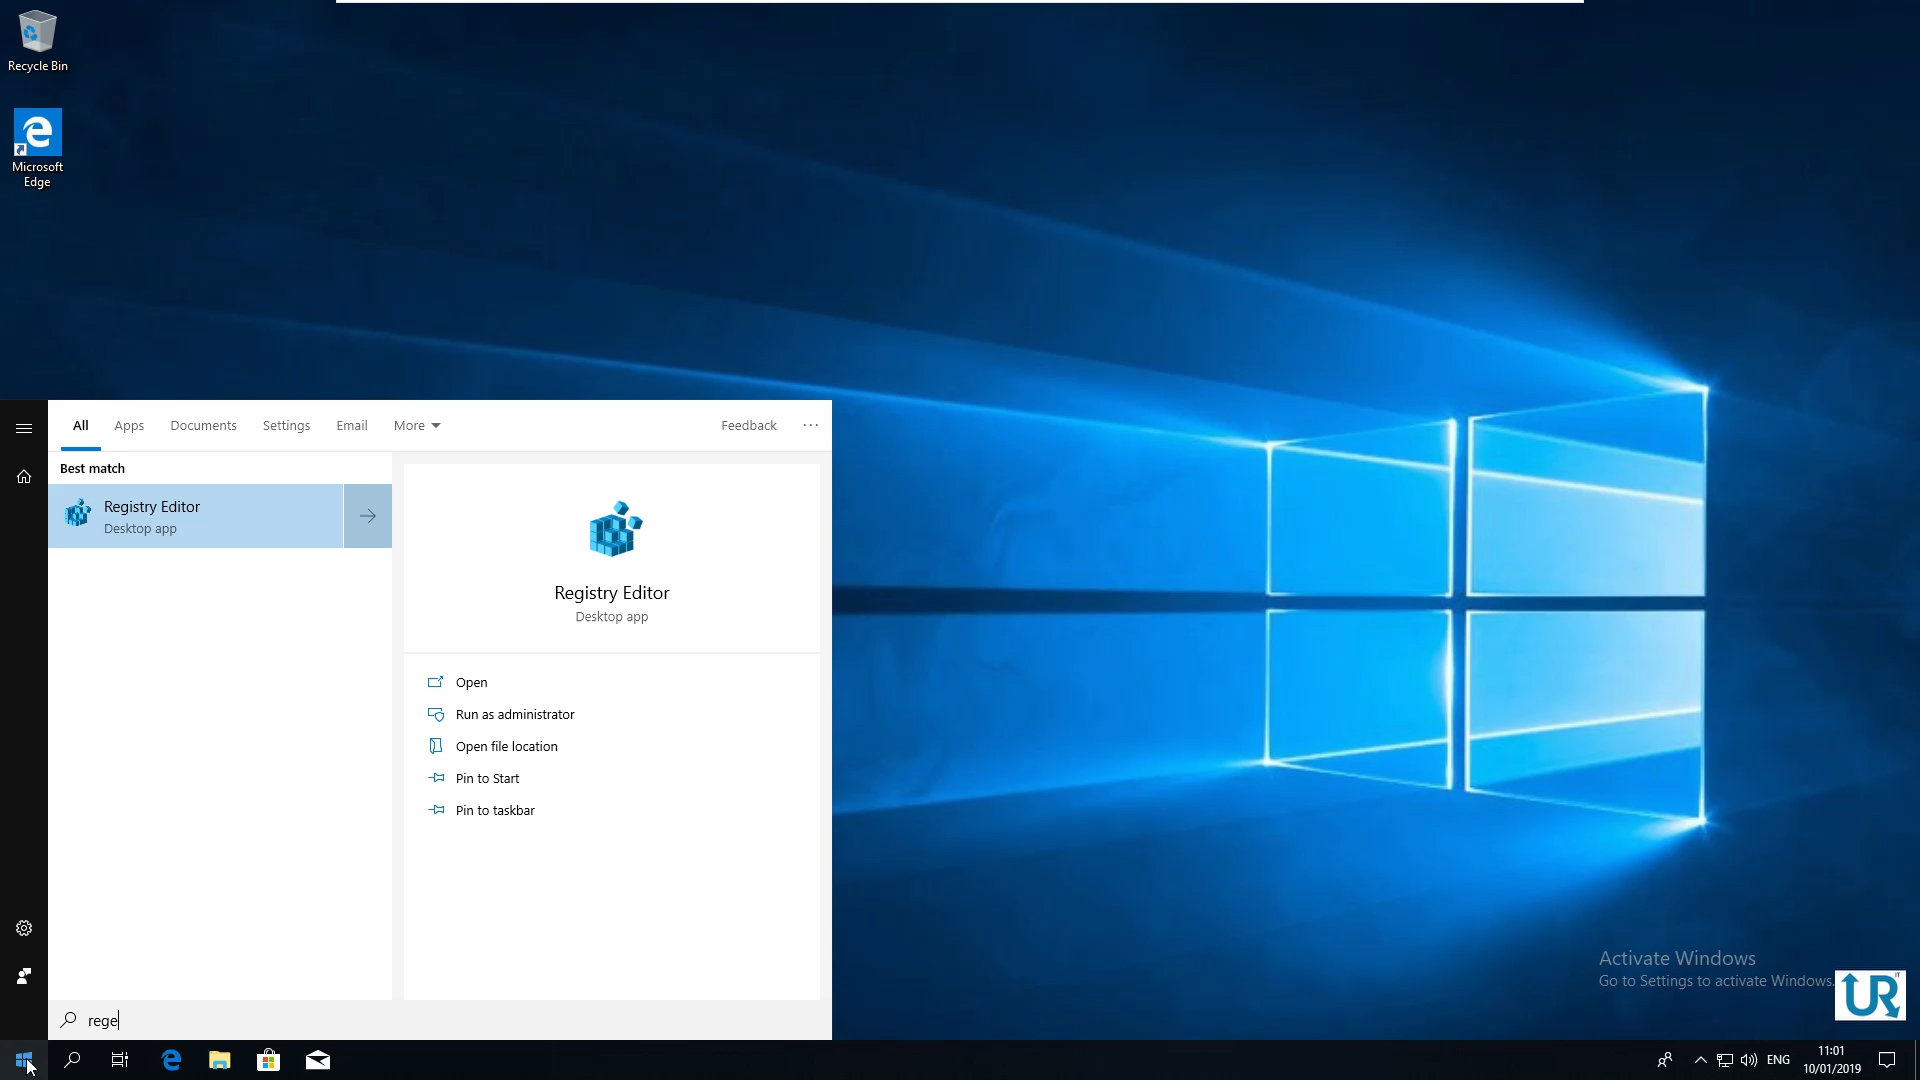 Recycle Bin
Microsoft
Edge
All Apps Documents Settings Email More Feedback ...
Best match
Registry Editor
Desktop app
Registry Editor
Desktop app
Open
Run as administrator
Open file location
Pin to Start
Pin to taskbar
rege
Activate Windows
Go to Settings to activate Windows.
UR IT
ENG
11:01
10/01/2019